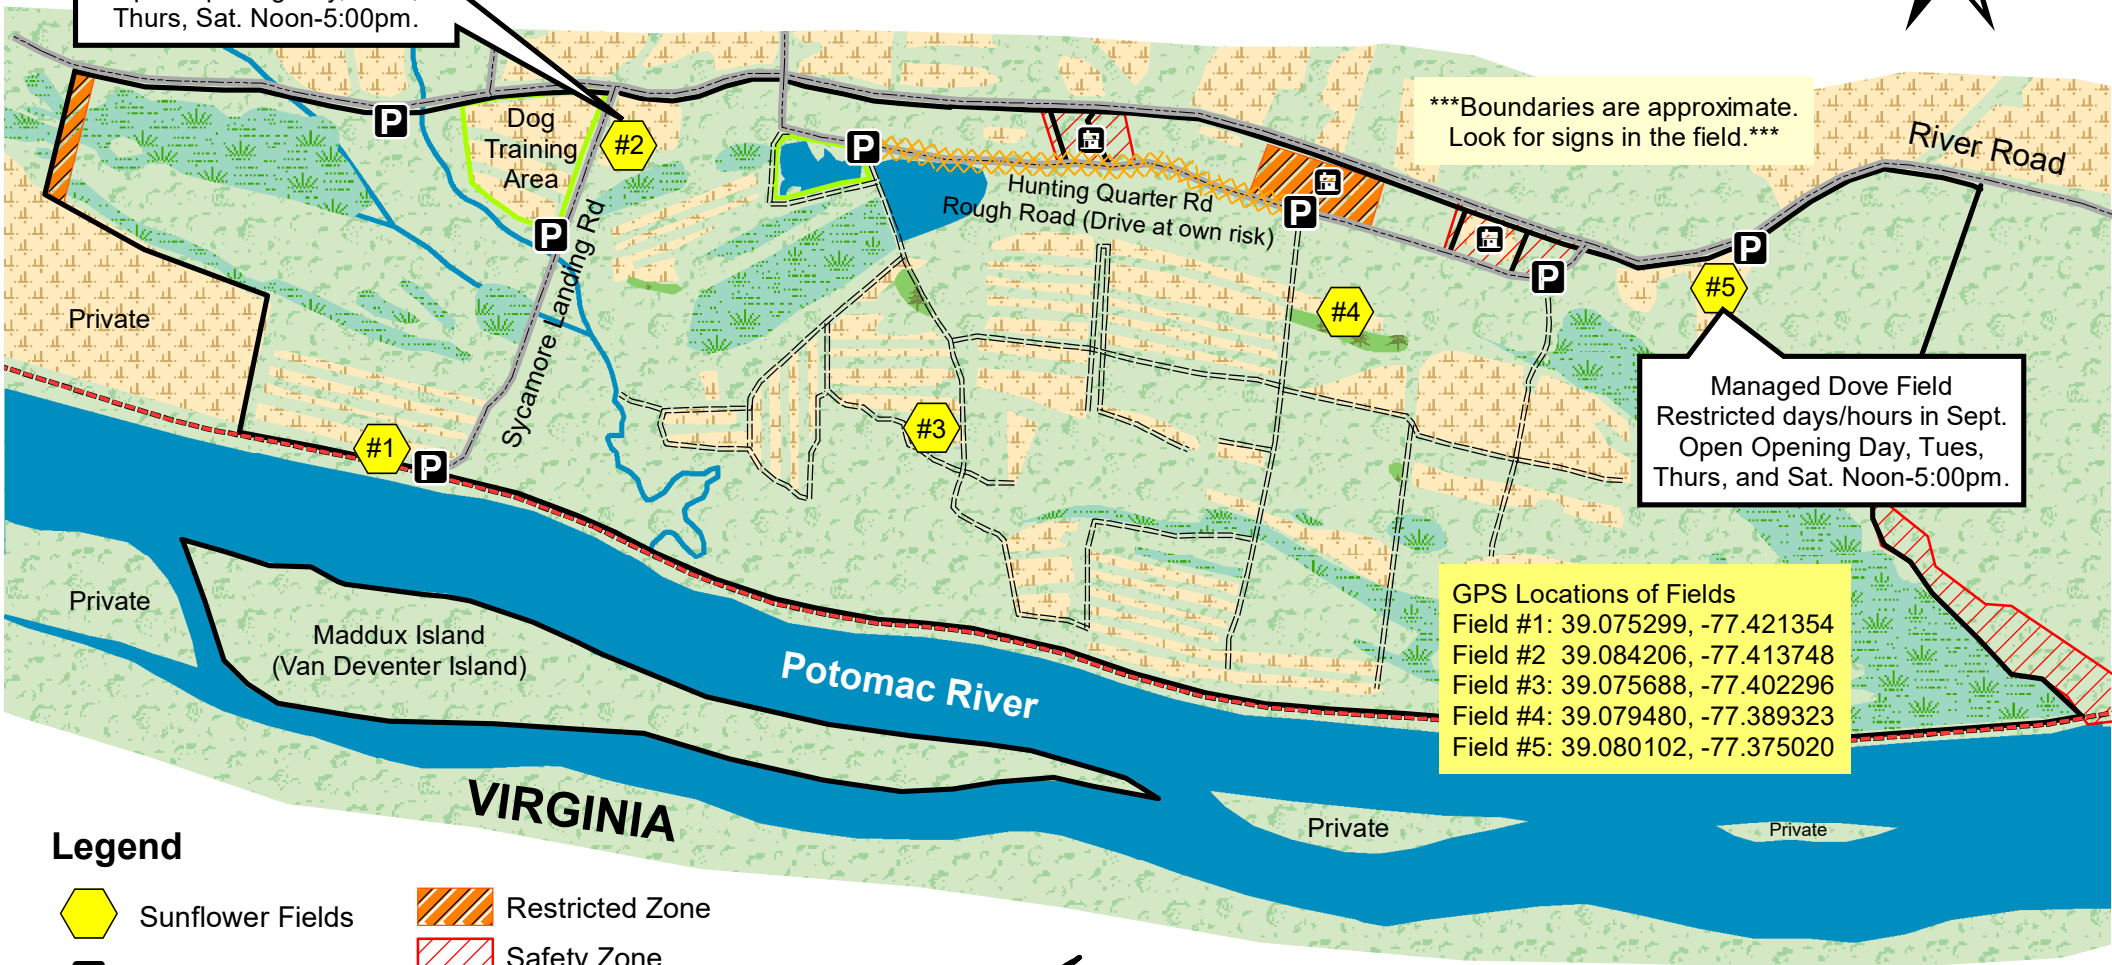 Thurs, Sat. Noon-5:00pm.
***Boundaries are approximate.
Look for signs in the field.***
River Road
P
Dog
Training
Area
#2
P
Hunting Quarter Rd
Rough Road (Drive at own risk)
P
P
P
P
#5
Sycamore Landing Rd
#4
Private
Managed Dove Field
Restricted days/hours in Sept.
Open Opening Day, Tues,
Thurs, and Sat. Noon-5:00pm.
#3
#1
P
GPS Locations of Fields
Field #1: 39.075299, -77.421354
Field #2  39.084206, -77.413748
Field #3: 39.075688, -77.402296
Field #4: 39.079480, -77.389323
Field #5: 39.080102, -77.375020
Private
Maddux Island
(Van Deventer Island)
Potomac River
VIRGINIA
Private
Private
Legend
Sunflower Fields
Restricted Zone
Safety Zone